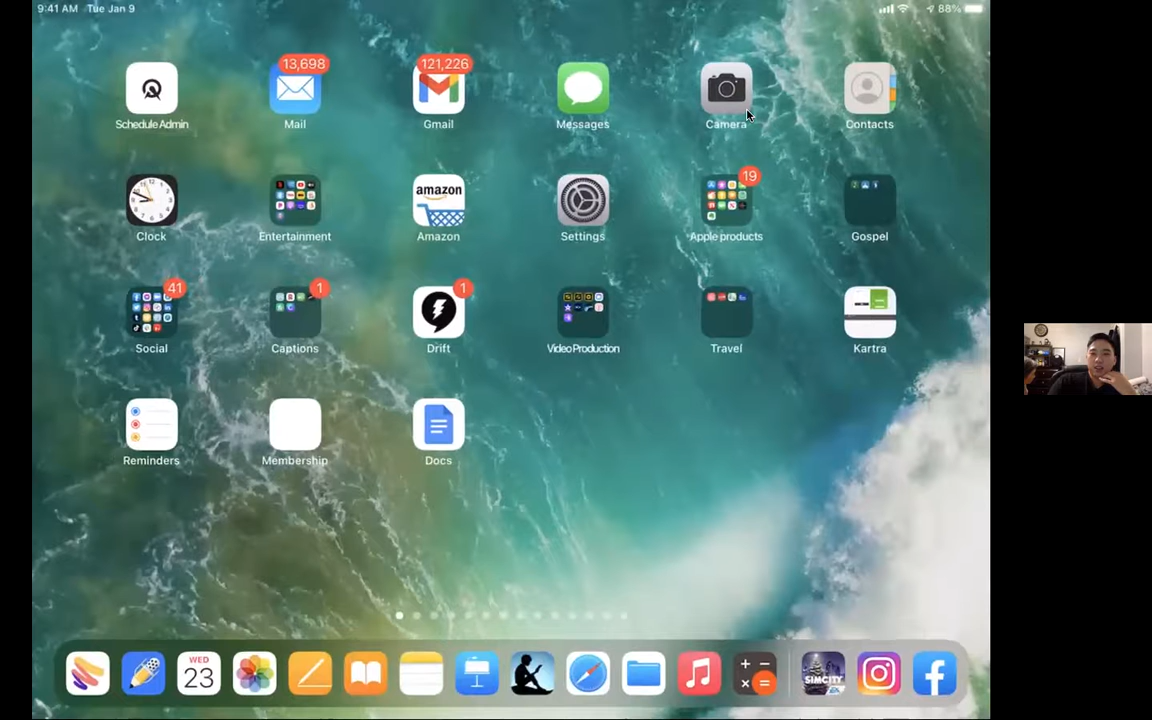 9:41 AM Tue Jan 9
88%
13,698
121,226
Schedule Admin
Mail
Gmail
Messages
Camera
Contacts
amazon
19
Clock
Entertainment
Amazon
Settings
Apple products
Gospel
41
1
1
Social
Captions
Drift
Video Production
Travel
Kartra
Reminders
Membership
Docs
WED
23
SIMCITY
EA